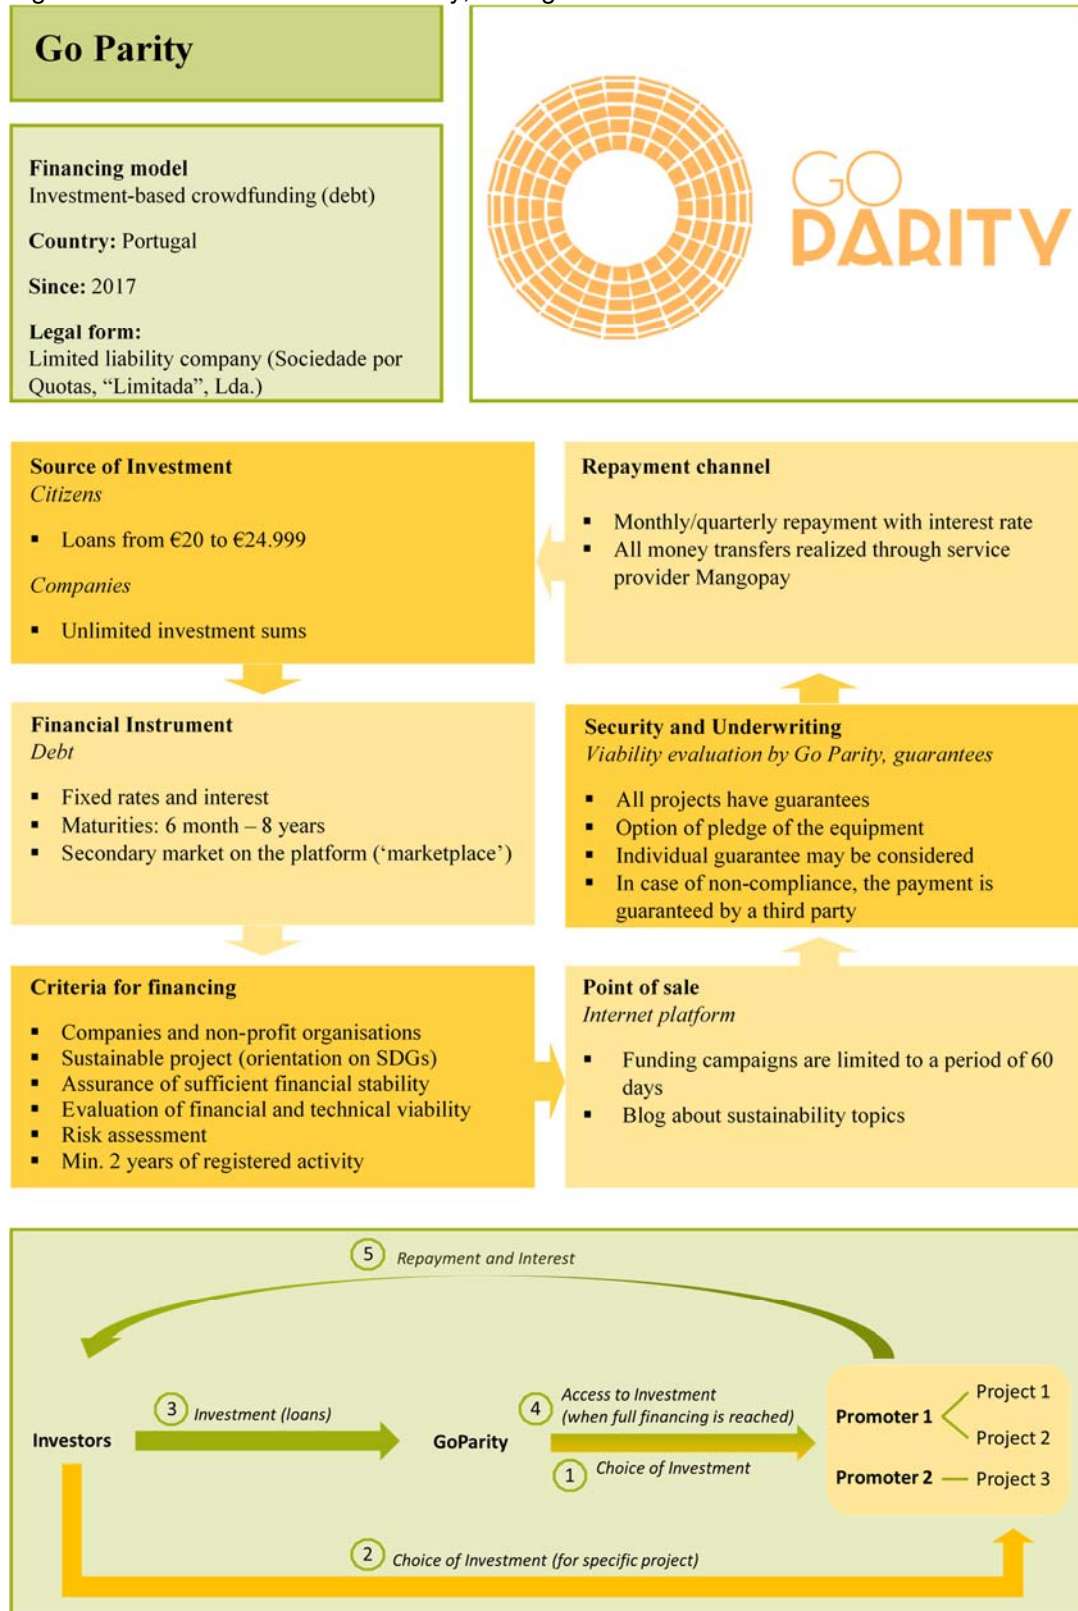 Go Parity
GO
PARITY
Financing model
Investment-based crowdfunding (debt)
Country: Portugal
Since: 2017
Legal form:
Limited liability company (Sociedade por
Quotas, “Limitada”, Lda.)
Source of Investment
Citizens
▪ Loans from €20 to €24.999
Companies
▪ Unlimited investment sums
Repayment channel
▪ Monthly/quarterly repayment with interest rate
▪ All money transfers realized through service
provider Mangopay
Financial Instrument
Debt
▪ Fixed rates and interest
▪ Maturities: 6 month – 8 years
▪ Secondary market on the platform (‘marketplace’)
Security and Underwriting
Viability evaluation by Go Parity, guarantees
▪ All projects have guarantees
▪ Option of pledge of the equipment
▪ Individual guarantee may be considered
▪ In case of non-compliance, the payment is
guaranteed by a third party
Criteria for financing
▪ Companies and non-profit organisations
▪ Sustainable project (orientation on SDGs)
▪ Assurance of sufficient financial stability
▪ Evaluation of financial and technical viability
▪ Risk assessment
▪ Min. 2 years of registered activity
Point of sale
Internet platform
▪ Funding campaigns are limited to a period of 60
days
▪ Blog about sustainability topics
5 Repayment and Interest
Investors
3 Investment (loans)
GoParity
4 Access to Investment
(when full financing is reached)
1 Choice of Investment
Promoter 1
Project 1
Project 2
Promoter 2
Project 3
2 Choice of Investment (for specific project)